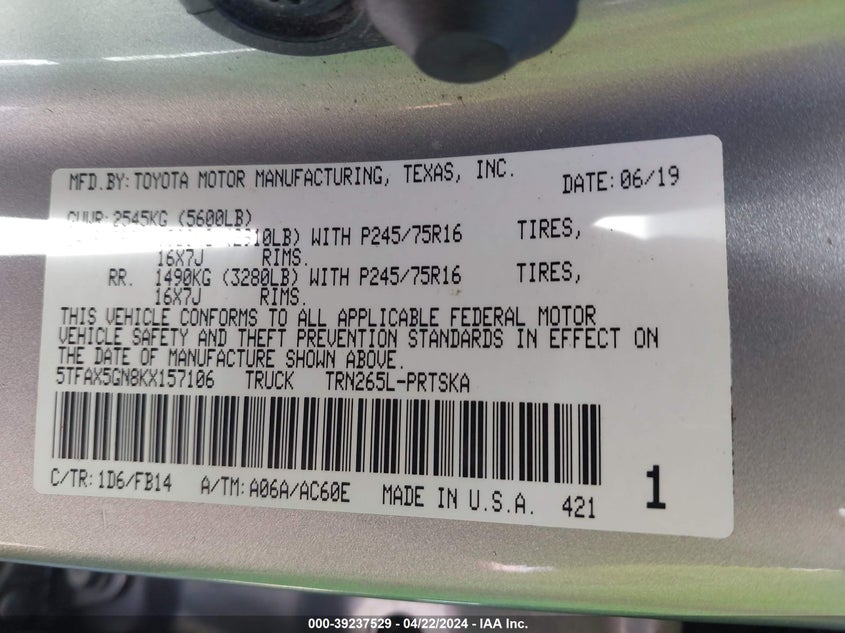 MFD.BY: TOYOTA MOTOR MANUFACTURING, TEXAS, INC. DATE: 06/19
GVWR: 2545KG (5600LB)
WITH P245/75R16 TIRES,
16X7J RIMS.
RR. 1490KG (3280LB) WITH P245/75R16 TIRES,
16X7J RIMS.
THIS VEHICLE CONFORMS TO ALL APPLICABLE FEDERAL MOTOR
VEHICLE SAFETY AND THEFT PREVENTION STANDARDS IN EFFECT ON
THE DATE OF MANUFACTURE SHOWN ABOVE.
5TFAX5GN8KX157106 TRUCK TRN265L-PRTSKA
C/TR: 1D6/FB14 A/TM: A06A/AC60E MADE IN U.S.A. 421 1
000-39237529 - 04/22/2024 - IAA Inc.